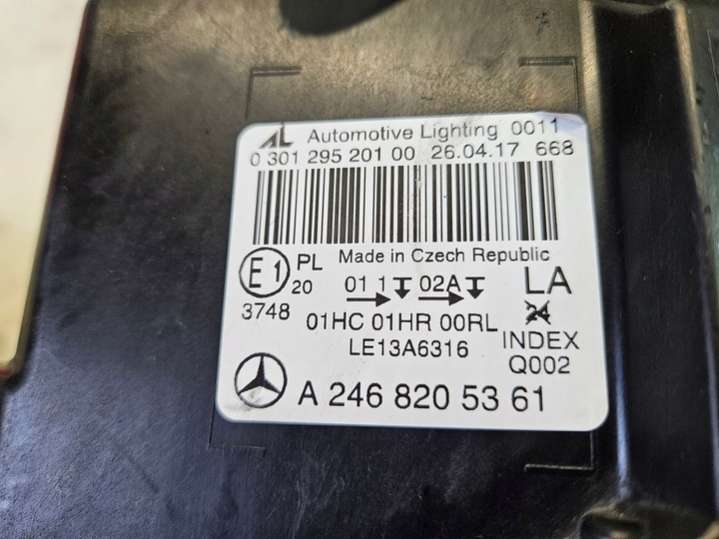 AL Automotive Lighting 0011
0 301 295 201 00 26.04.17 668
Made in Czech Republic
E1 PL 20 01 1 02A LA
3748 24
01HC 01HR 00RL INDEX
LE13A6316 Q002
A 246 820 53 61